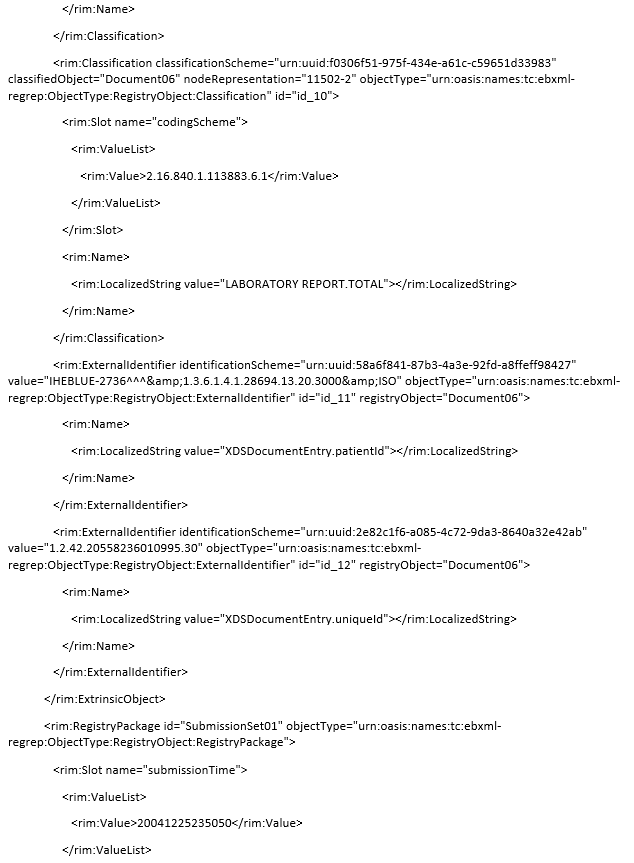 </rim:Name>
</rim:Classification>
<rim:Classification classificationScheme="urn:uuid:f0306f51-975f-434e-a61c-c59651d33983"
classifiedObject="Document06" nodeRepresentation="11502-2" objectType="urn:oasis:names:tc:ebxml-
regrep:ObjectType:RegistryObject:Classification" id="id_10">
<rim:Slot name="codingScheme">
<rim:ValueList>
<rim:Value>2.16.840.1.113883.6.1</rim:Value>
</rim:ValueList>
</rim:Slot>
<rim:Name>
<rim:LocalizedString value="LABORATORY REPORT.TOTAL"></rim:LocalizedString>
</rim:Name>
</rim:Classification>
<rim:ExternalIdentifier identificationScheme="urn:uuid:58a6f841-87b3-4a3e-92fd-a8ffeff98427"
value="IHEBLUE-2736^^^&amp;1.3.6.1.4.1.28694.13.20.3000&amp;ISO" objectType="urn:oasis:names:tc:ebxml-
regrep:ObjectType:RegistryObject:ExternalIdentifier" id="id_11" registryObject="Document06">
<rim:Name>
<rim:LocalizedString value="XDSDocumentEntry.patientId"></rim:LocalizedString>
</rim:Name>
</rim:ExternalIdentifier>
<rim:ExternalIdentifier identificationScheme="urn:uuid:2e82c1f6-a085-4c72-9da3-8640a32e42ab"
value="1.2.42.20558236010995.30" objectType="urn:oasis:names:tc:ebxml-
regrep:ObjectType:RegistryObject:ExternalIdentifier" id="id_12" registryObject="Document06">
<rim:Name>
<rim:LocalizedString value="XDSDocumentEntry.uniqueId"></rim:LocalizedString>
</rim:Name>
</rim:ExternalIdentifier>
</rim:ExtrinsicObject>
<rim:RegistryPackage id="SubmissionSet01" objectType="urn:oasis:names:tc:ebxml-
regrep:ObjectType:RegistryObject:RegistryPackage">
<rim:Slot name="submissionTime">
<rim:ValueList>
<rim:Value>20041225235050</rim:Value>
</rim:ValueList>